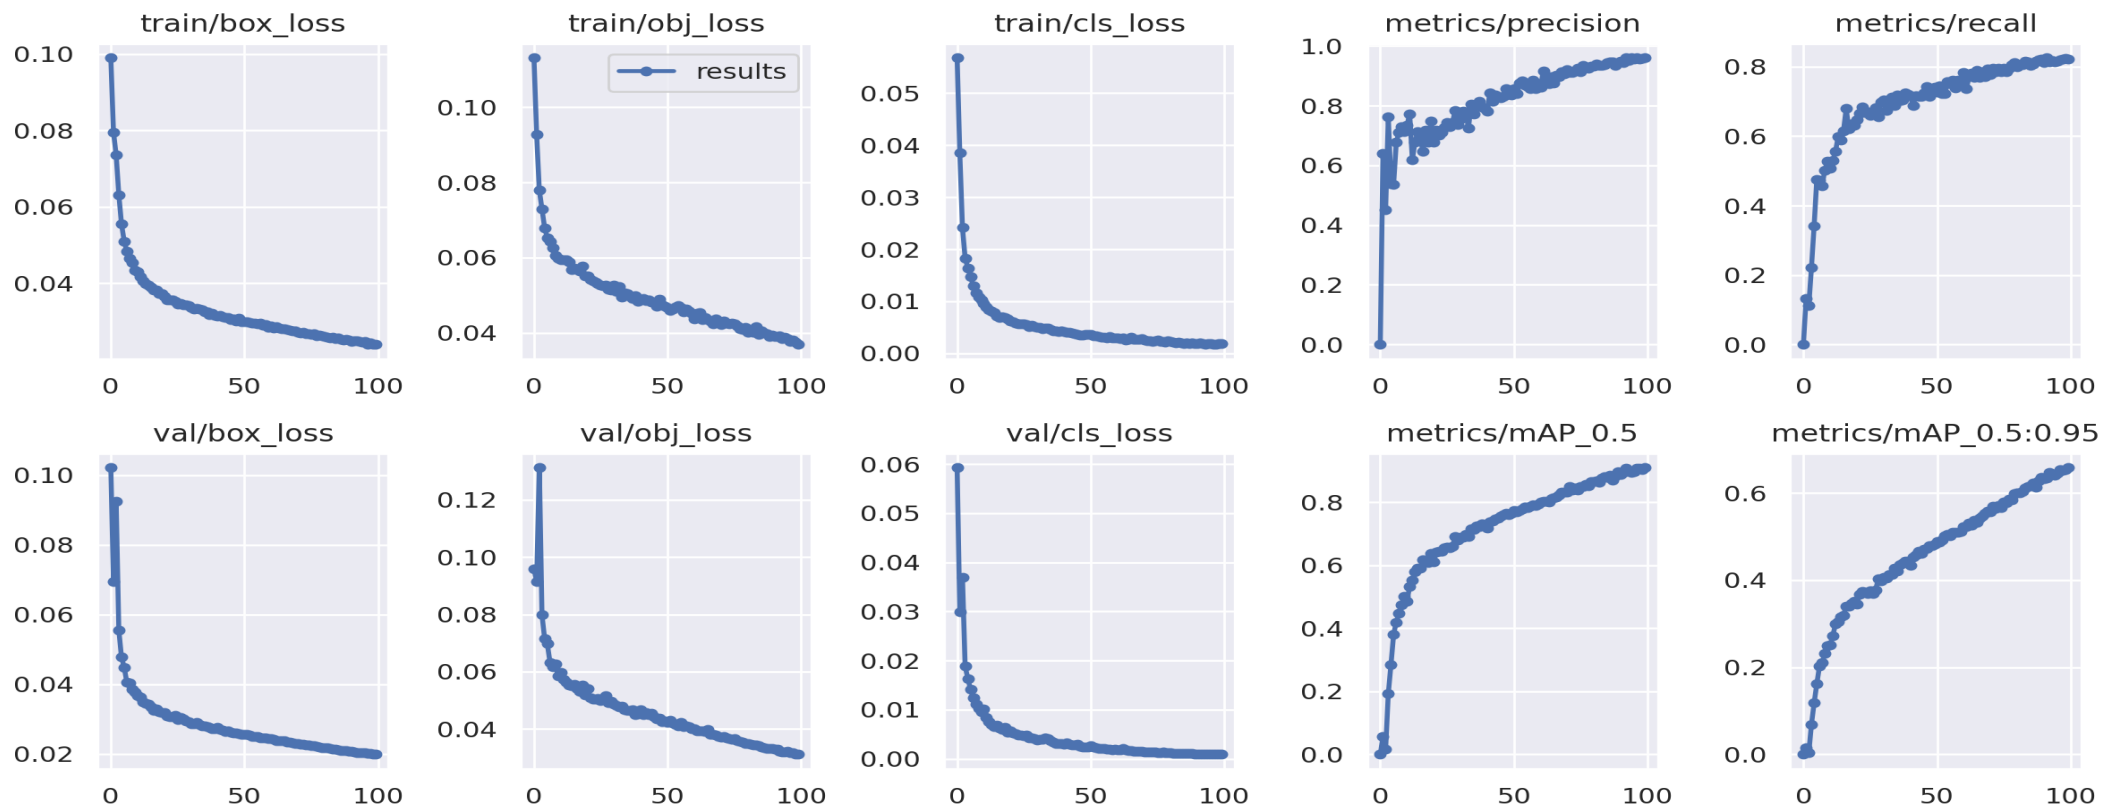 train/box_loss
0.10
0.08
0.06
0.04
0 50 100
train/obj_loss
results
0.10
0.08
0.06
0.04
0 50 100
train/cls_loss
0.05
0.04
0.03
0.02
0.01
0.00
0 50 100
metrics/precision
1.0
0.8
0.6
0.4
0.2
0.0
0 50 100
metrics/recall
0.8
0.6
0.4
0.2
0.0
0 50 100
val/box_loss
0.10
0.08
0.06
0.04
0.02
0 50 100
val/obj_loss
0.12
0.10
0.08
0.06
0.04
0 50 100
val/cls_loss
0.06
0.05
0.04
0.03
0.02
0.01
0.00
0 50 100
metrics/mAP_0.5
0.8
0.6
0.4
0.2
0.0
0 50 100
metrics/mAP_0.5:0.95
0.6
0.4
0.2
0.0
0 50 100